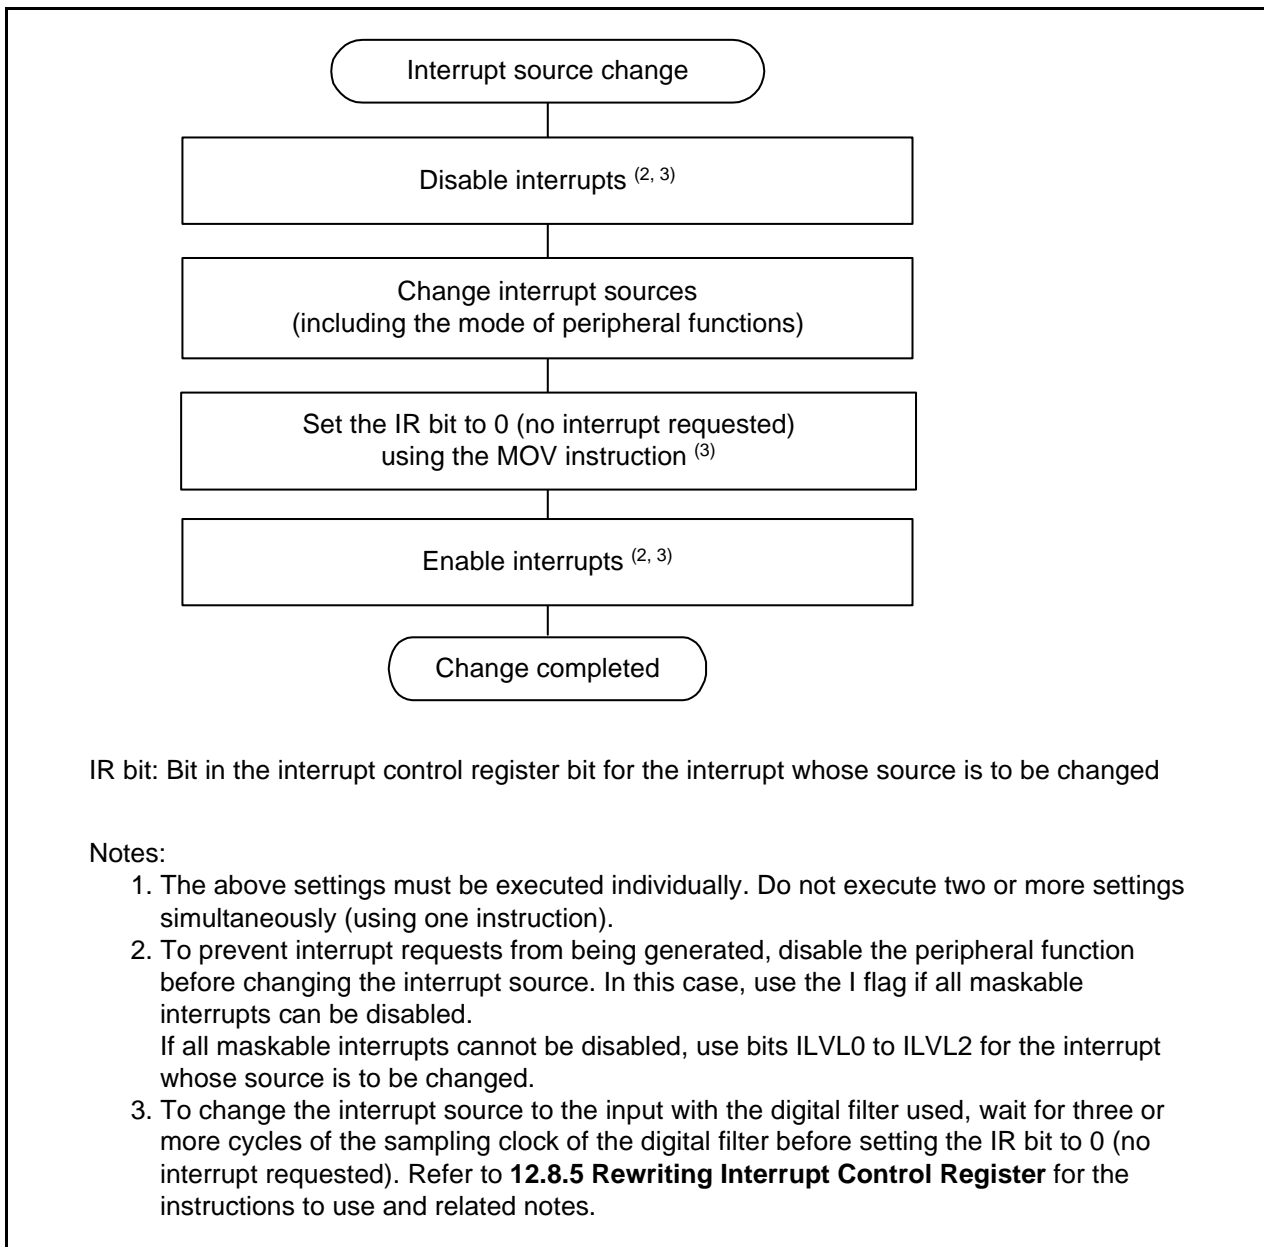 Interrupt source change
Disable interrupts (2, 3)
Change interrupt sources
(including the mode of peripheral functions)
Set the IR bit to 0 (no interrupt requested)
using the MOV instruction (3)
Enable interrupts (2, 3)
Change completed
IR bit: Bit in the interrupt control register bit for the interrupt whose source is to be changed
Notes:
1. The above settings must be executed individually. Do not execute two or more settings
simultaneously (using one instruction).
2. To prevent interrupt requests from being generated, disable the peripheral function
before changing the interrupt source. In this case, use the I flag if all maskable
interrupts can be disabled.
If all maskable interrupts cannot be disabled, use bits ILVL0 to ILVL2 for the interrupt
whose source is to be changed.
3. To change the interrupt source to the input with the digital filter used, wait for three or
more cycles of the sampling clock of the digital filter before setting the IR bit to 0 (no
interrupt requested). Refer to 12.8.5 Rewriting Interrupt Control Register for the
instructions to use and related notes.